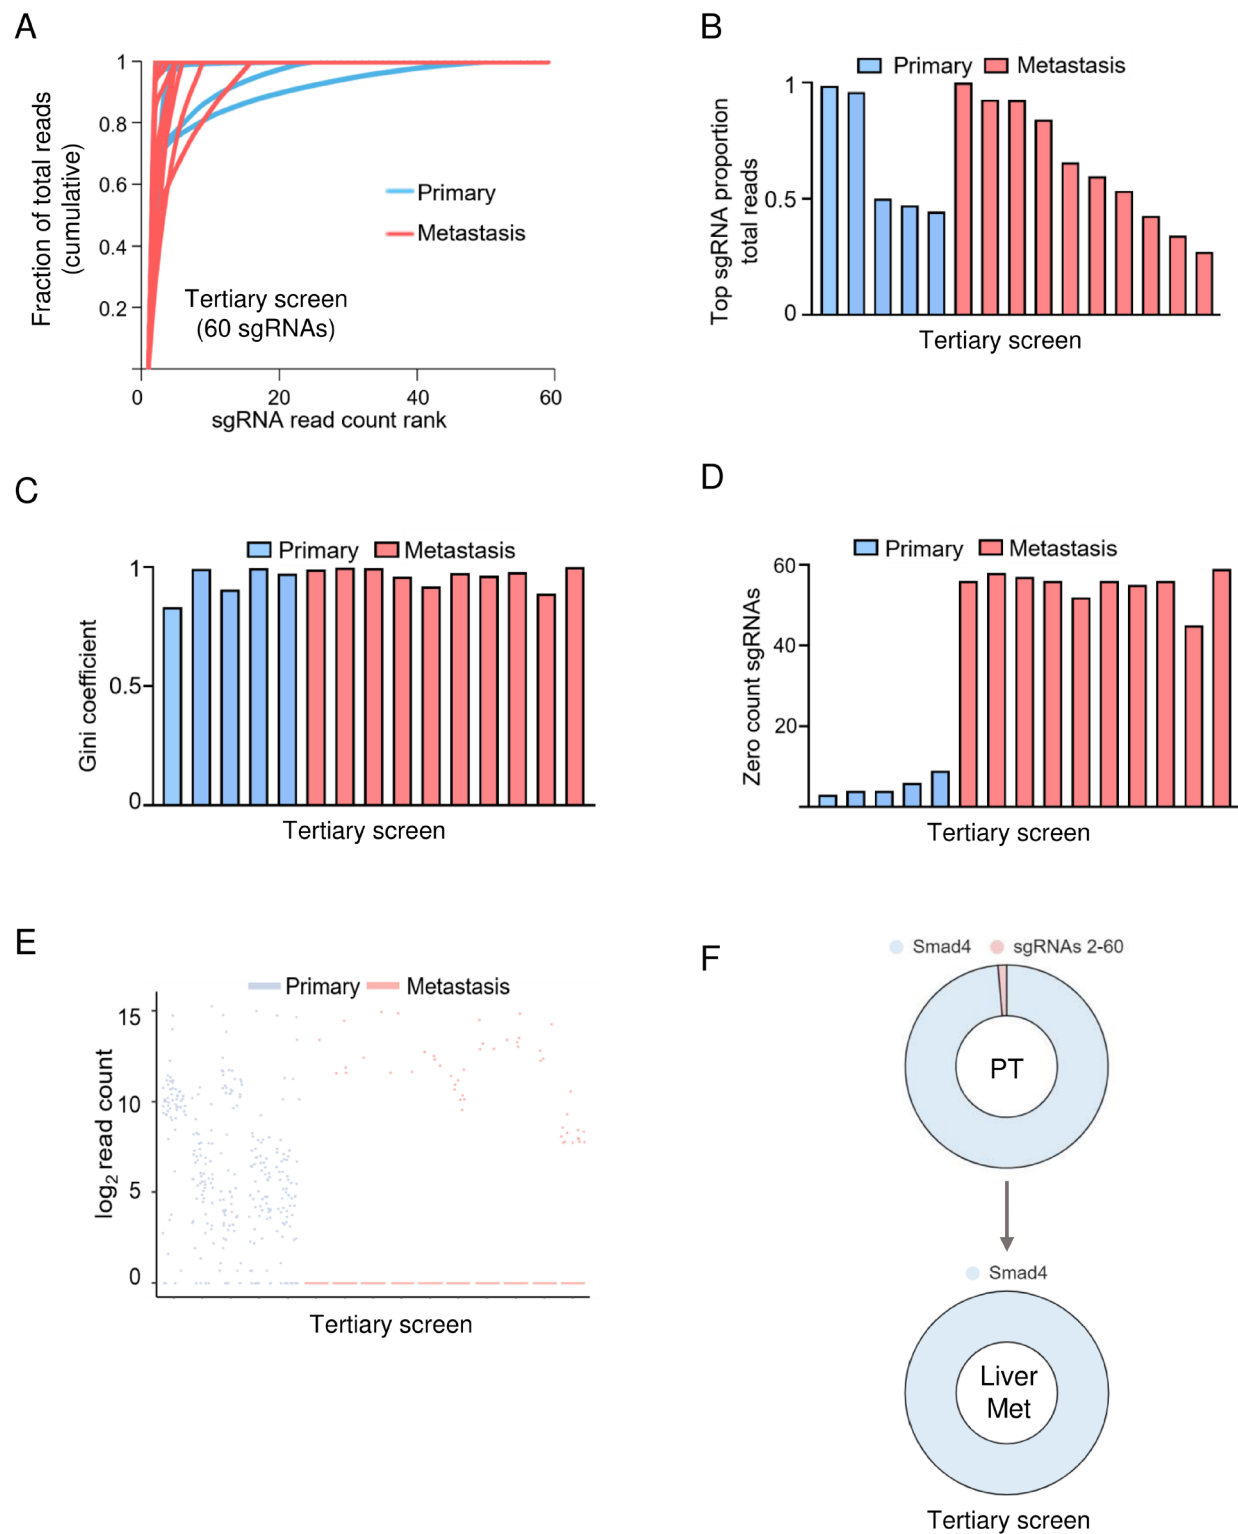 A
1
0.8
0.6
0.4
0.2
Fraction of total reads
(cumulative)
Primary
Metastasis
Tertiary screen
(60 sgRNAs)
0 20 40 60
sgRNA read count rank
B
Primary Metastasis
1
0.5
0
Top sgRNA proportion
total reads
Tertiary screen
C
Primary Metastasis
1
0.5
0
Gini coefficient
Tertiary screen
D
Primary Metastasis
60
40
20
Zero count sgRNAs
Tertiary screen
E
Primary Metastasis
15
10
5
0
log2 read count
Tertiary screen
F
Smad4 sgRNAs 2-60
PT
Smad4
Liver
Met
Tertiary screen